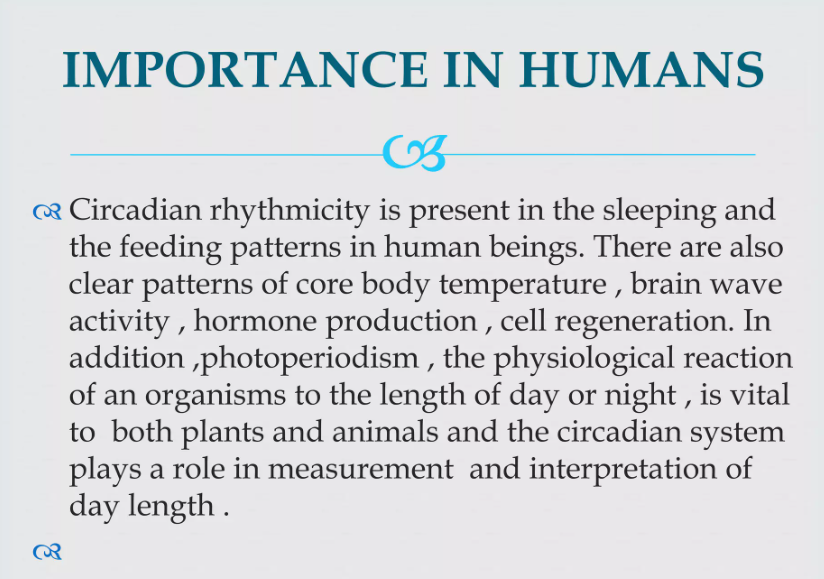 IMPORTANCE IN HUMANS
Circadian rhythmicity is present in the sleeping and
the feeding patterns in human beings. There are also
clear patterns of core body temperature , brain wave
activity , hormone production , cell regeneration. In
addition ,photoperiodism , the physiological reaction
of an organisms to the length of day or night , is vital
to  both plants and animals and the circadian system
plays a role in measurement  and interpretation of
day length .